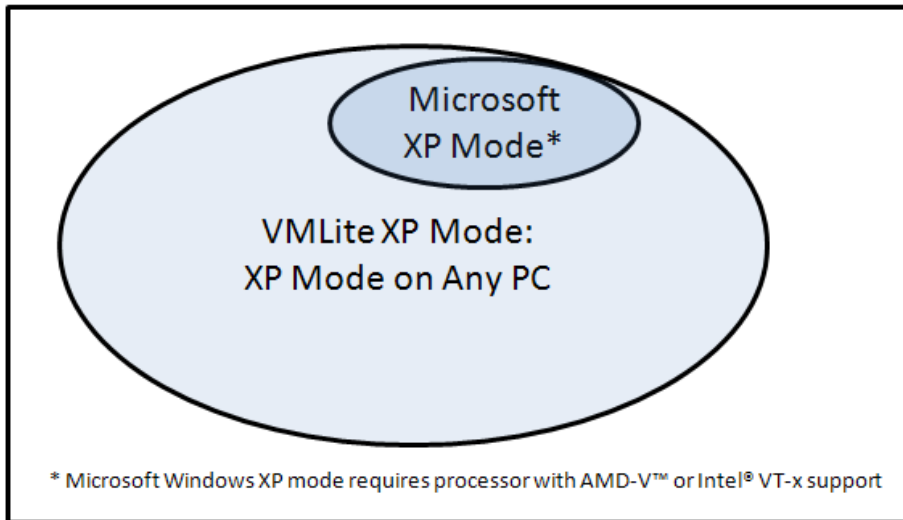 Microsoft
XP Mode*
VMLite XP Mode:
XP Mode on Any PC
* Microsoft Windows XP mode requires processor with AMD-V™ or Intel® VT-x support